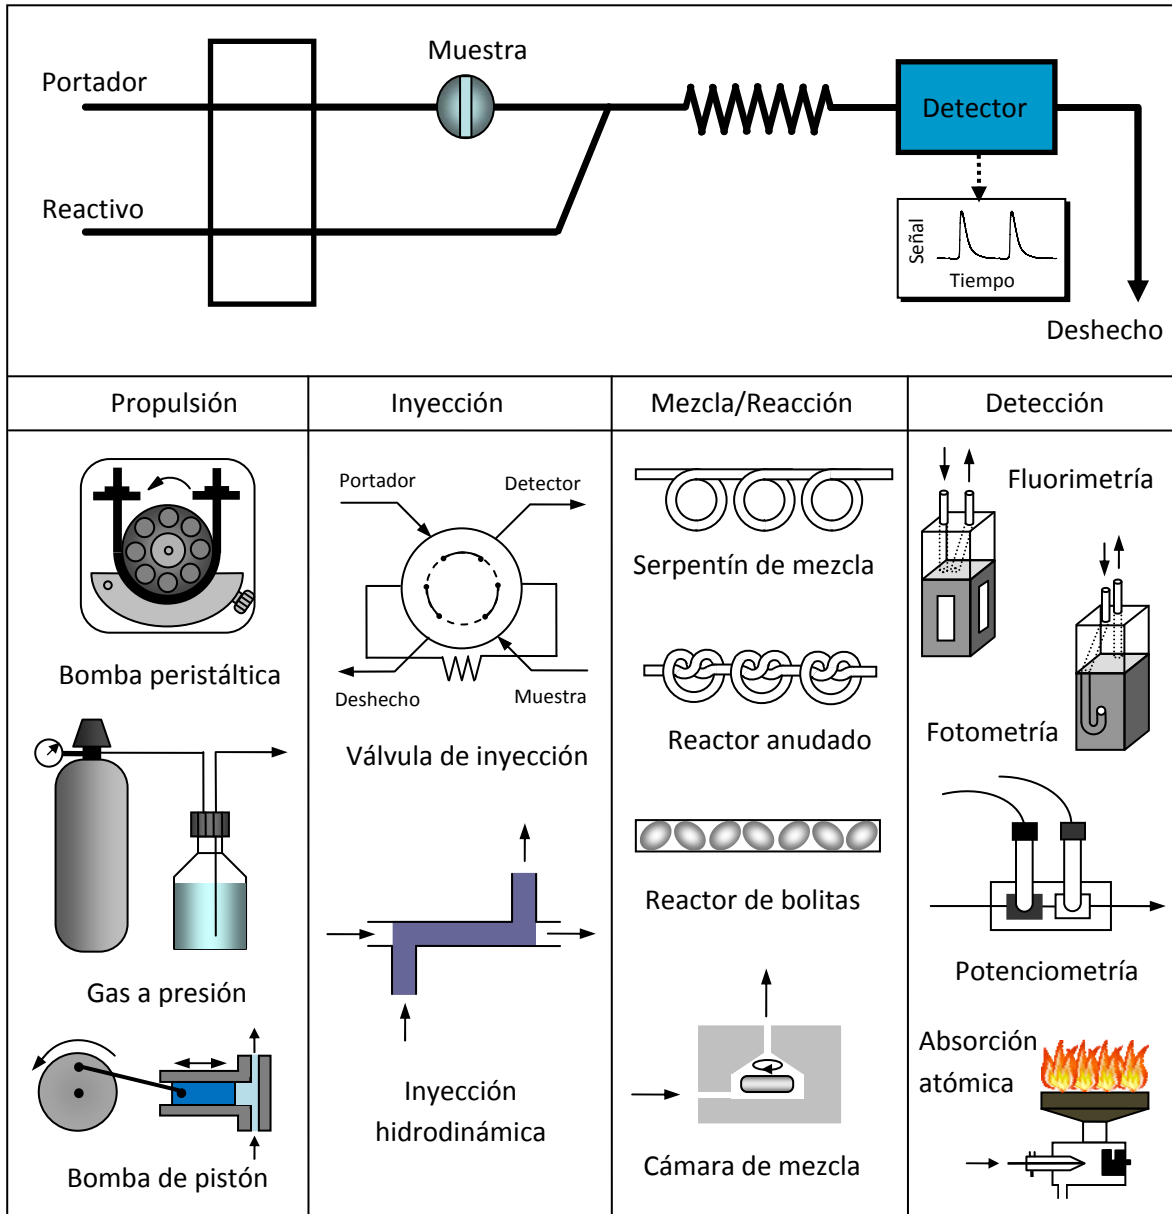 Muestra
Portador
Detector
Reactivo
Señal
Tiempo
Deshecho
Propulsión
Inyección
Mezcla/Reacción
Detección
Portador
Detector
Fluorimetría
Serpentín de mezcla
Bomba peristáltica
Deshecho
Muestra
Válvula de inyección
Reactor anudado
Fotometría
Reactor de bolitas
Gas a presión
Potenciometría
Absorción
atómica
Inyección
hidrodinámica
Bomba de pistón
Cámara de mezcla